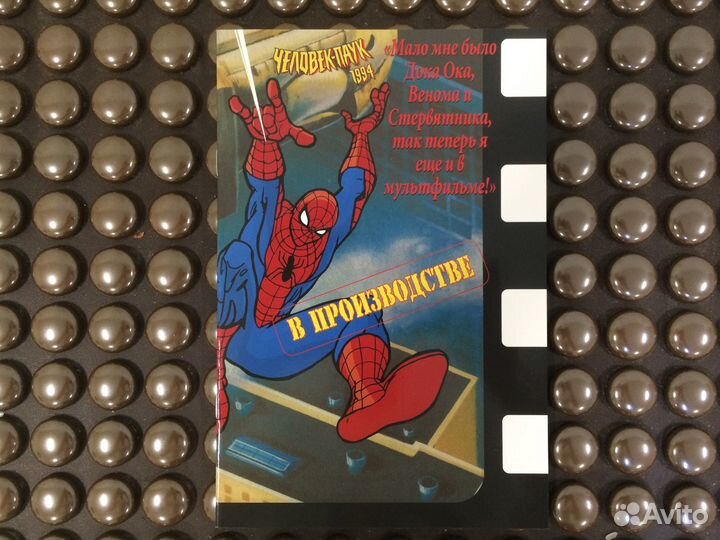 ЧЕЛОВЕК-ПАУК
1994
«Мало мне было
Дока Ока,
Венома и
Стервятника,
так теперь я
еще и в
мультфильме!»
В ПРОИЗВОДСТВЕ
Avito